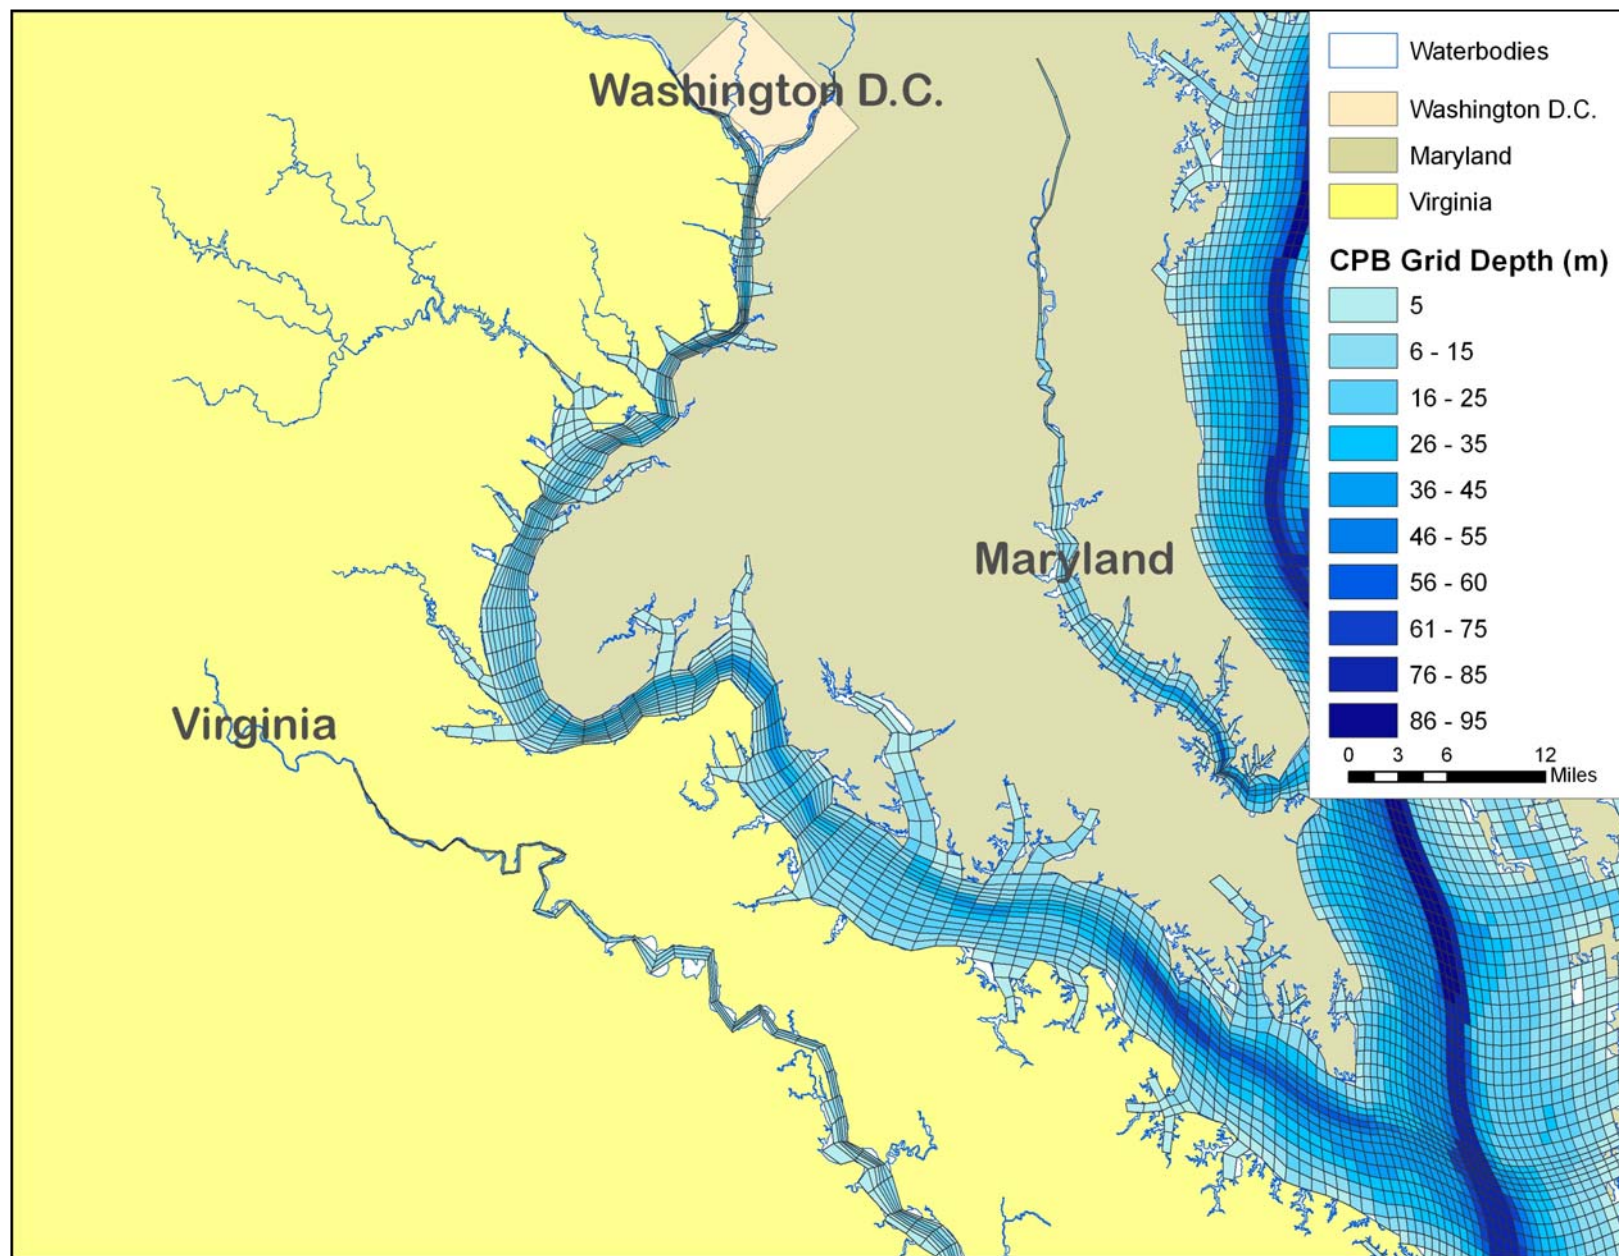 Washington D.C.
Maryland
Virginia
Waterbodies
Washington D.C.
Maryland
Virginia
CPB Grid Depth (m)
5
6 - 15
16 - 25
26 - 35
36 - 45
46 - 55
56 - 60
61 - 75
76 - 85
86 - 95
0 3 6 12
Miles